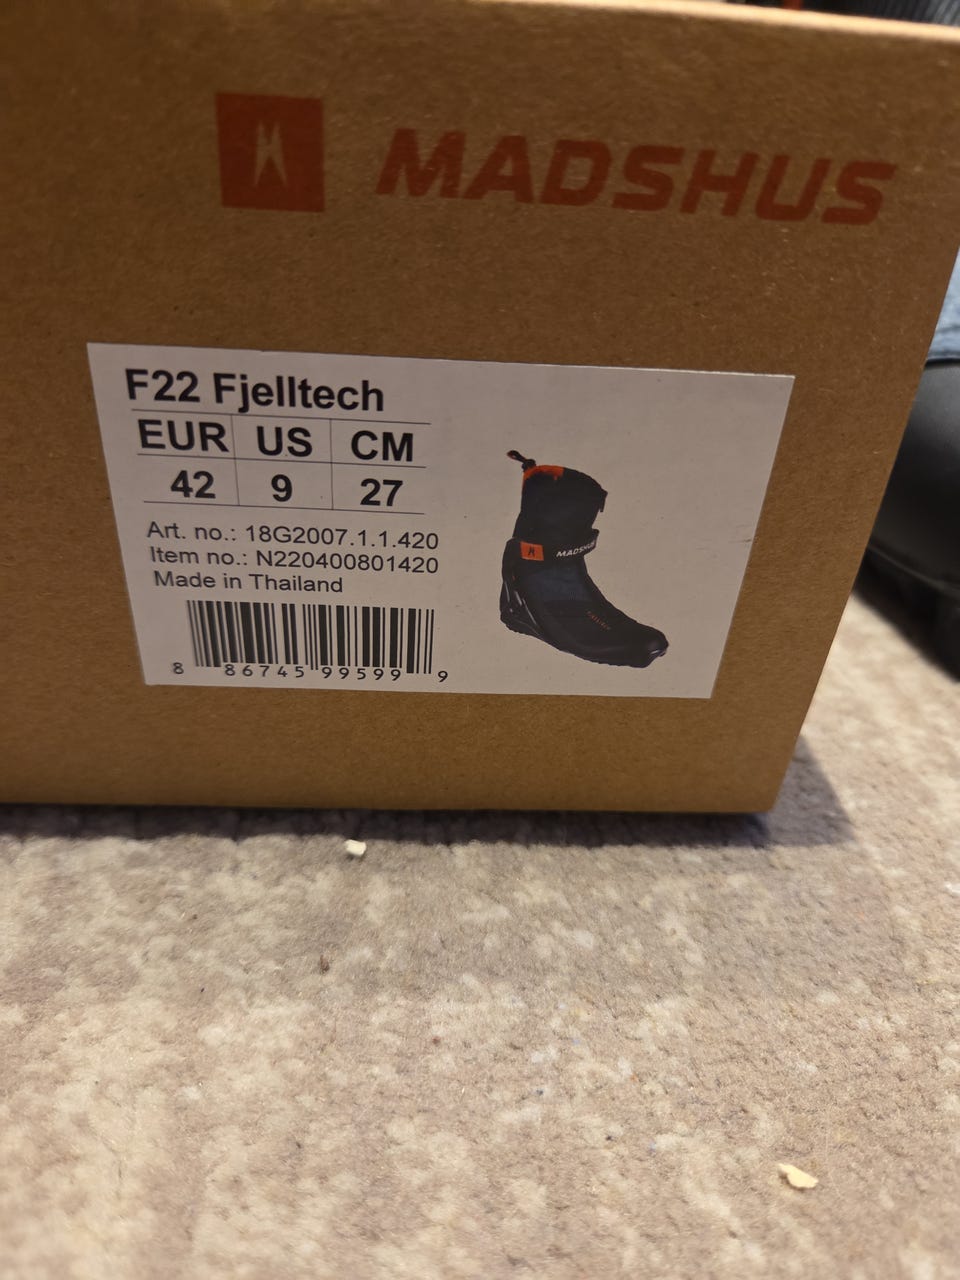 MADSHUS
F22 Fjelltech
EUR US CM
42 9 27
Art. no.: 18G2007.1.1.420
Item no.: N220400801420
Made in Thailand
8 86745 99599 9
MADSHUS